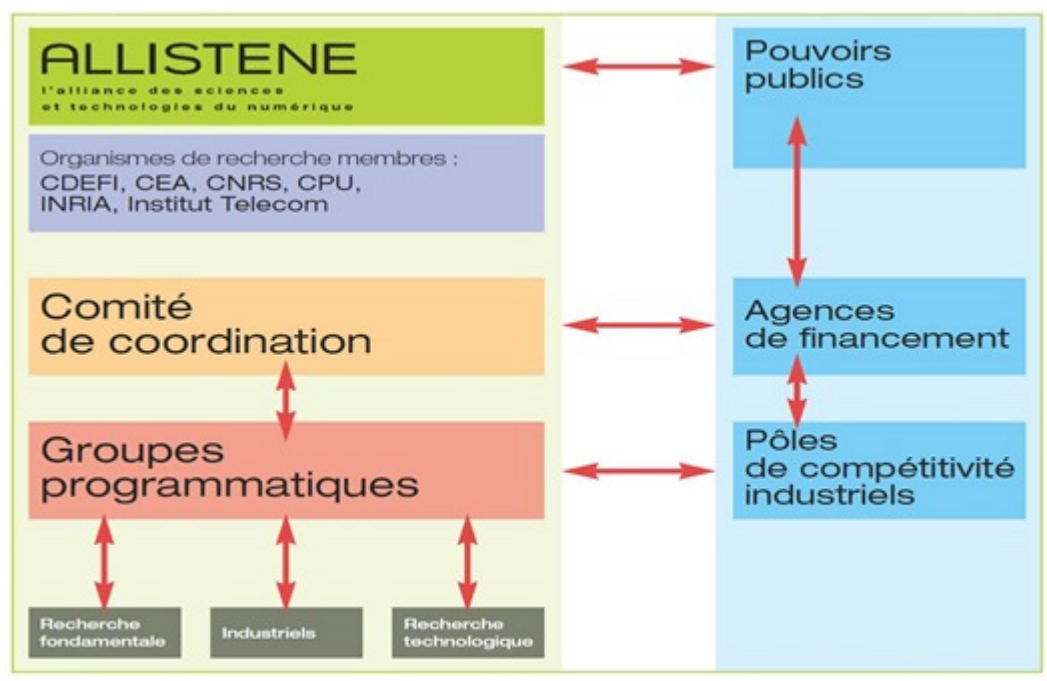 ALLISTENE
l'alliance des sciences
et technologies du numérique
Organismes de recherche membres :
CDEFI, CEA, CNRS, CPU,
INRIA, Institut Telecom
Comité
de coordination
Groupes
programmatiques
Recherche
fondamentale
Industriels
Recherche
technologique
Pouvoirs
publics
Agences
de financement
Pôles
de compétitivité
industriels